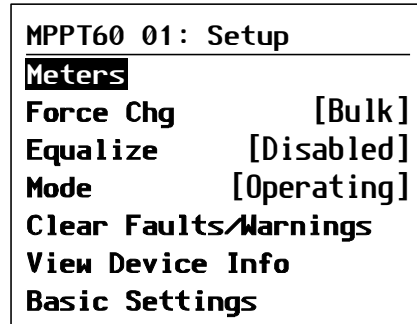 MPPT60 01: Setup
Meters
Force Chg [Bulk]
Equalize [Disabled]
Mode [Operating]
Clear Faults/Warnings
View Device Info
Basic Settings